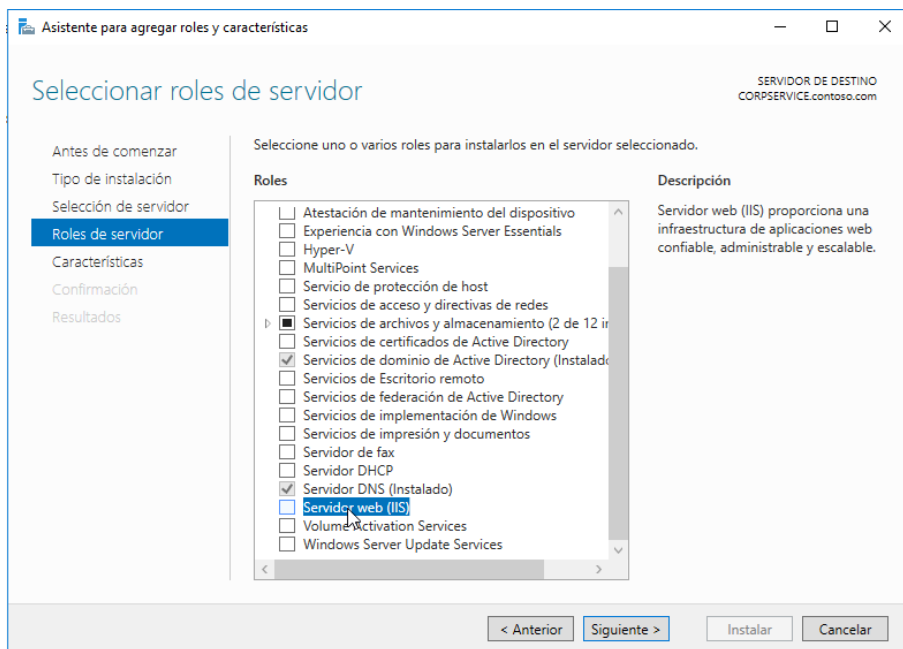 Asistente para agregar roles y características
Seleccionar roles de servidor
SERVIDOR DE DESTINO
CORPSERVICE.contoso.com
Antes de comenzar
Tipo de instalación
Selección de servidor
Roles de servidor
Características
Confirmación
Resultados
Seleccione uno o varios roles para instalarlos en el servidor seleccionado.
Roles
Atestación de mantenimiento del dispositivo
Experiencia con Windows Server Essentials
Hyper-V
MultiPoint Services
Servicio de protección de host
Servicios de acceso y directivas de redes
Servicios de archivos y almacenamiento (2 de 12 in
Servicios de certificados de Active Directory
Servicios de dominio de Active Directory (Instalado
Servicios de Escritorio remoto
Servicios de federación de Active Directory
Servicios de implementación de Windows
Servicios de impresión y documentos
Servidor de fax
Servidor DHCP
Servidor DNS (Instalado)
Servidor web (IIS)
Volume Activation Services
Windows Server Update Services
Descripción
Servidor web (IIS) proporciona una
infraestructura de aplicaciones web
confiable, administrable y escalable.
< Anterior
Siguiente >
Instalar
Cancelar